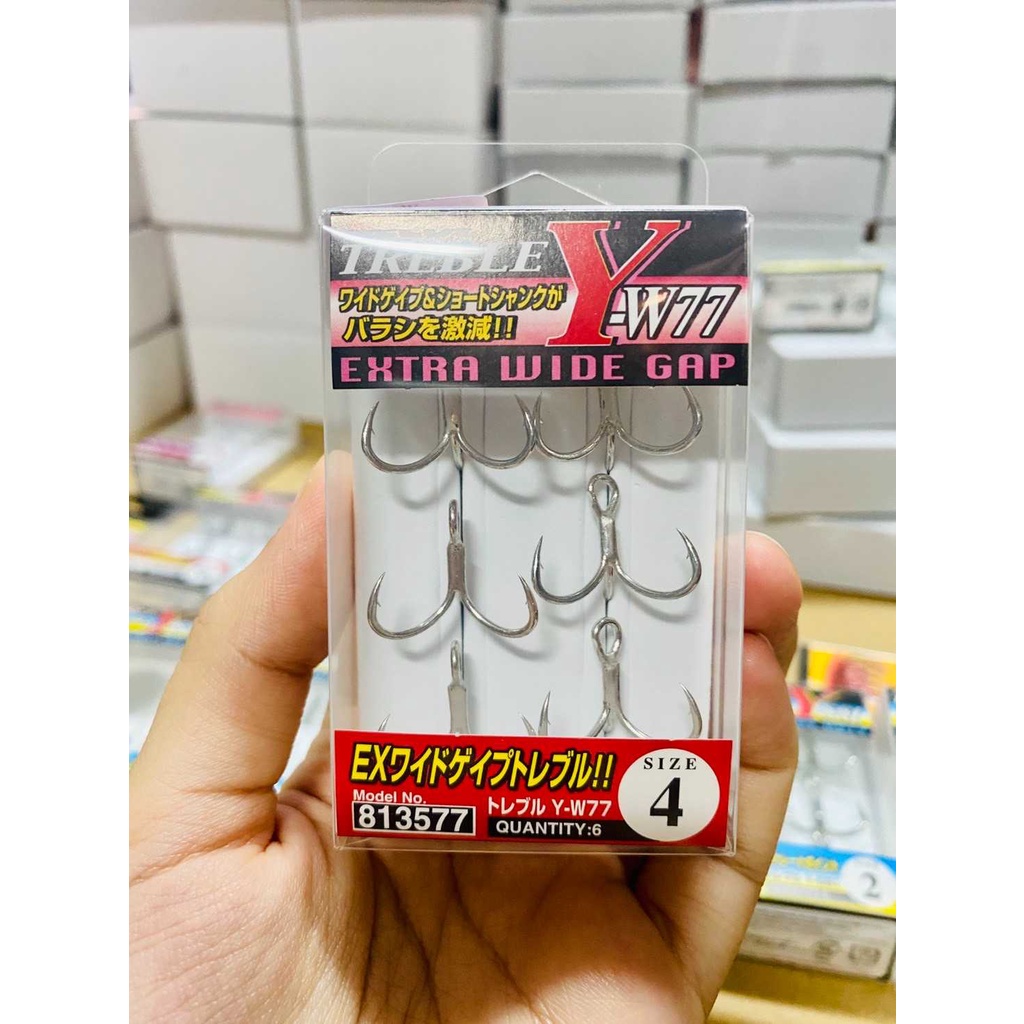 TREBLE Y-W77
ワイドゲイプ&ショートシャンクが
バラシを激減!!
EXTRA WIDE GAP
EXワイドゲイプトレブル!!
Model No.
813577
トレブル Y-W77
QUANTITY:6
SIZE
4
2